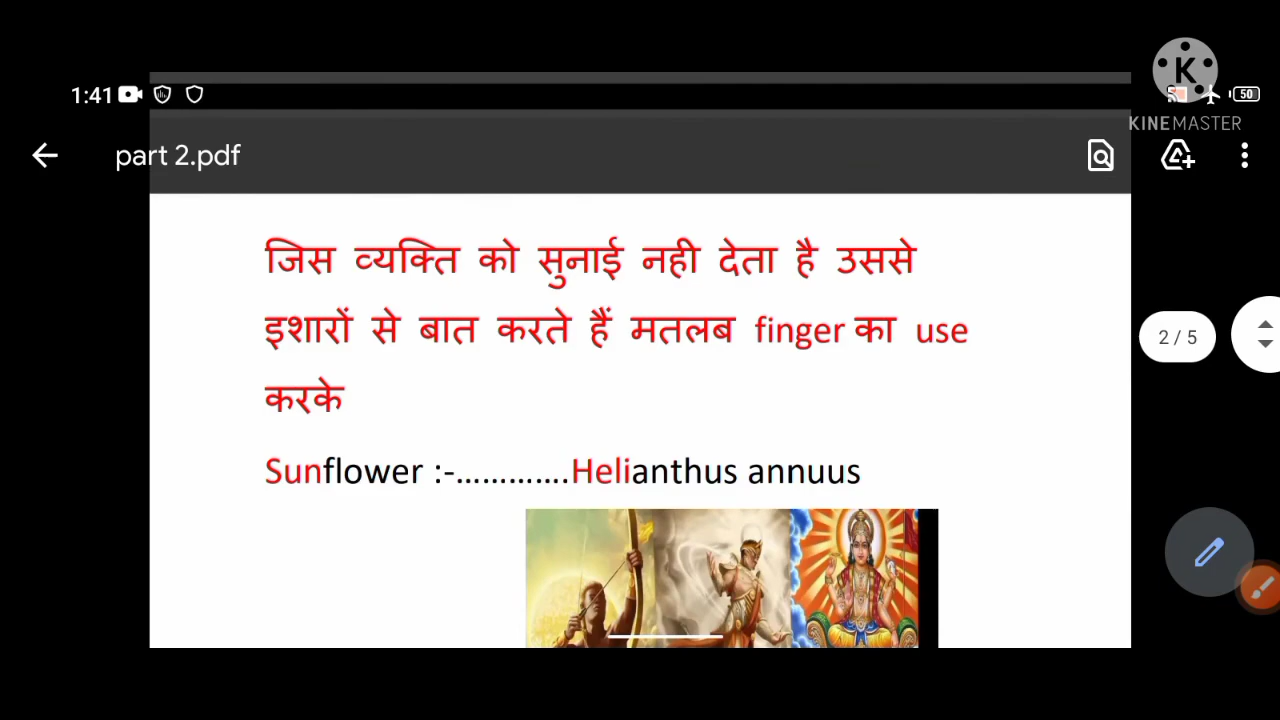 1:41
50
K
KINEMASTER
part 2.pdf
जिस व्यक्ति को सुनाई नही देता है उससे
इशारों से बात करते हैं मतलब finger का use
करके
2 / 5
Sunflower :-.............Helianthus annuus